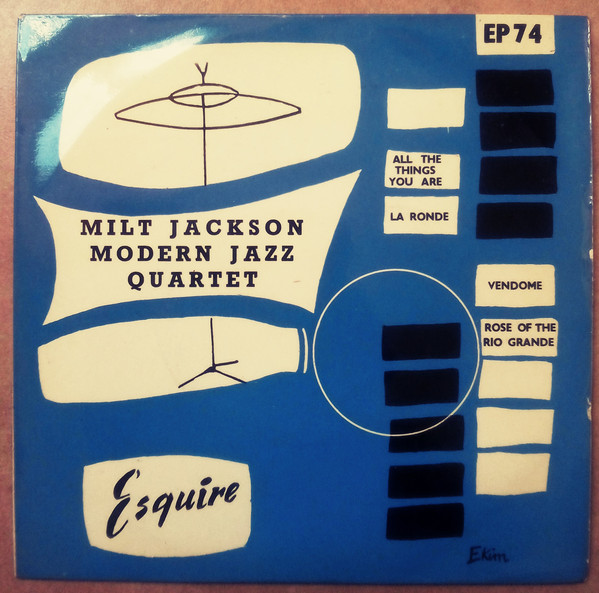 EP74
ALL THE
THINGS
YOU ARE
LA RONDE
MILT JACKSON
MODERN JAZZ
QUARTET
VENDOME
ROSE OF THE
RIO GRANDE
Esquire
Ekim